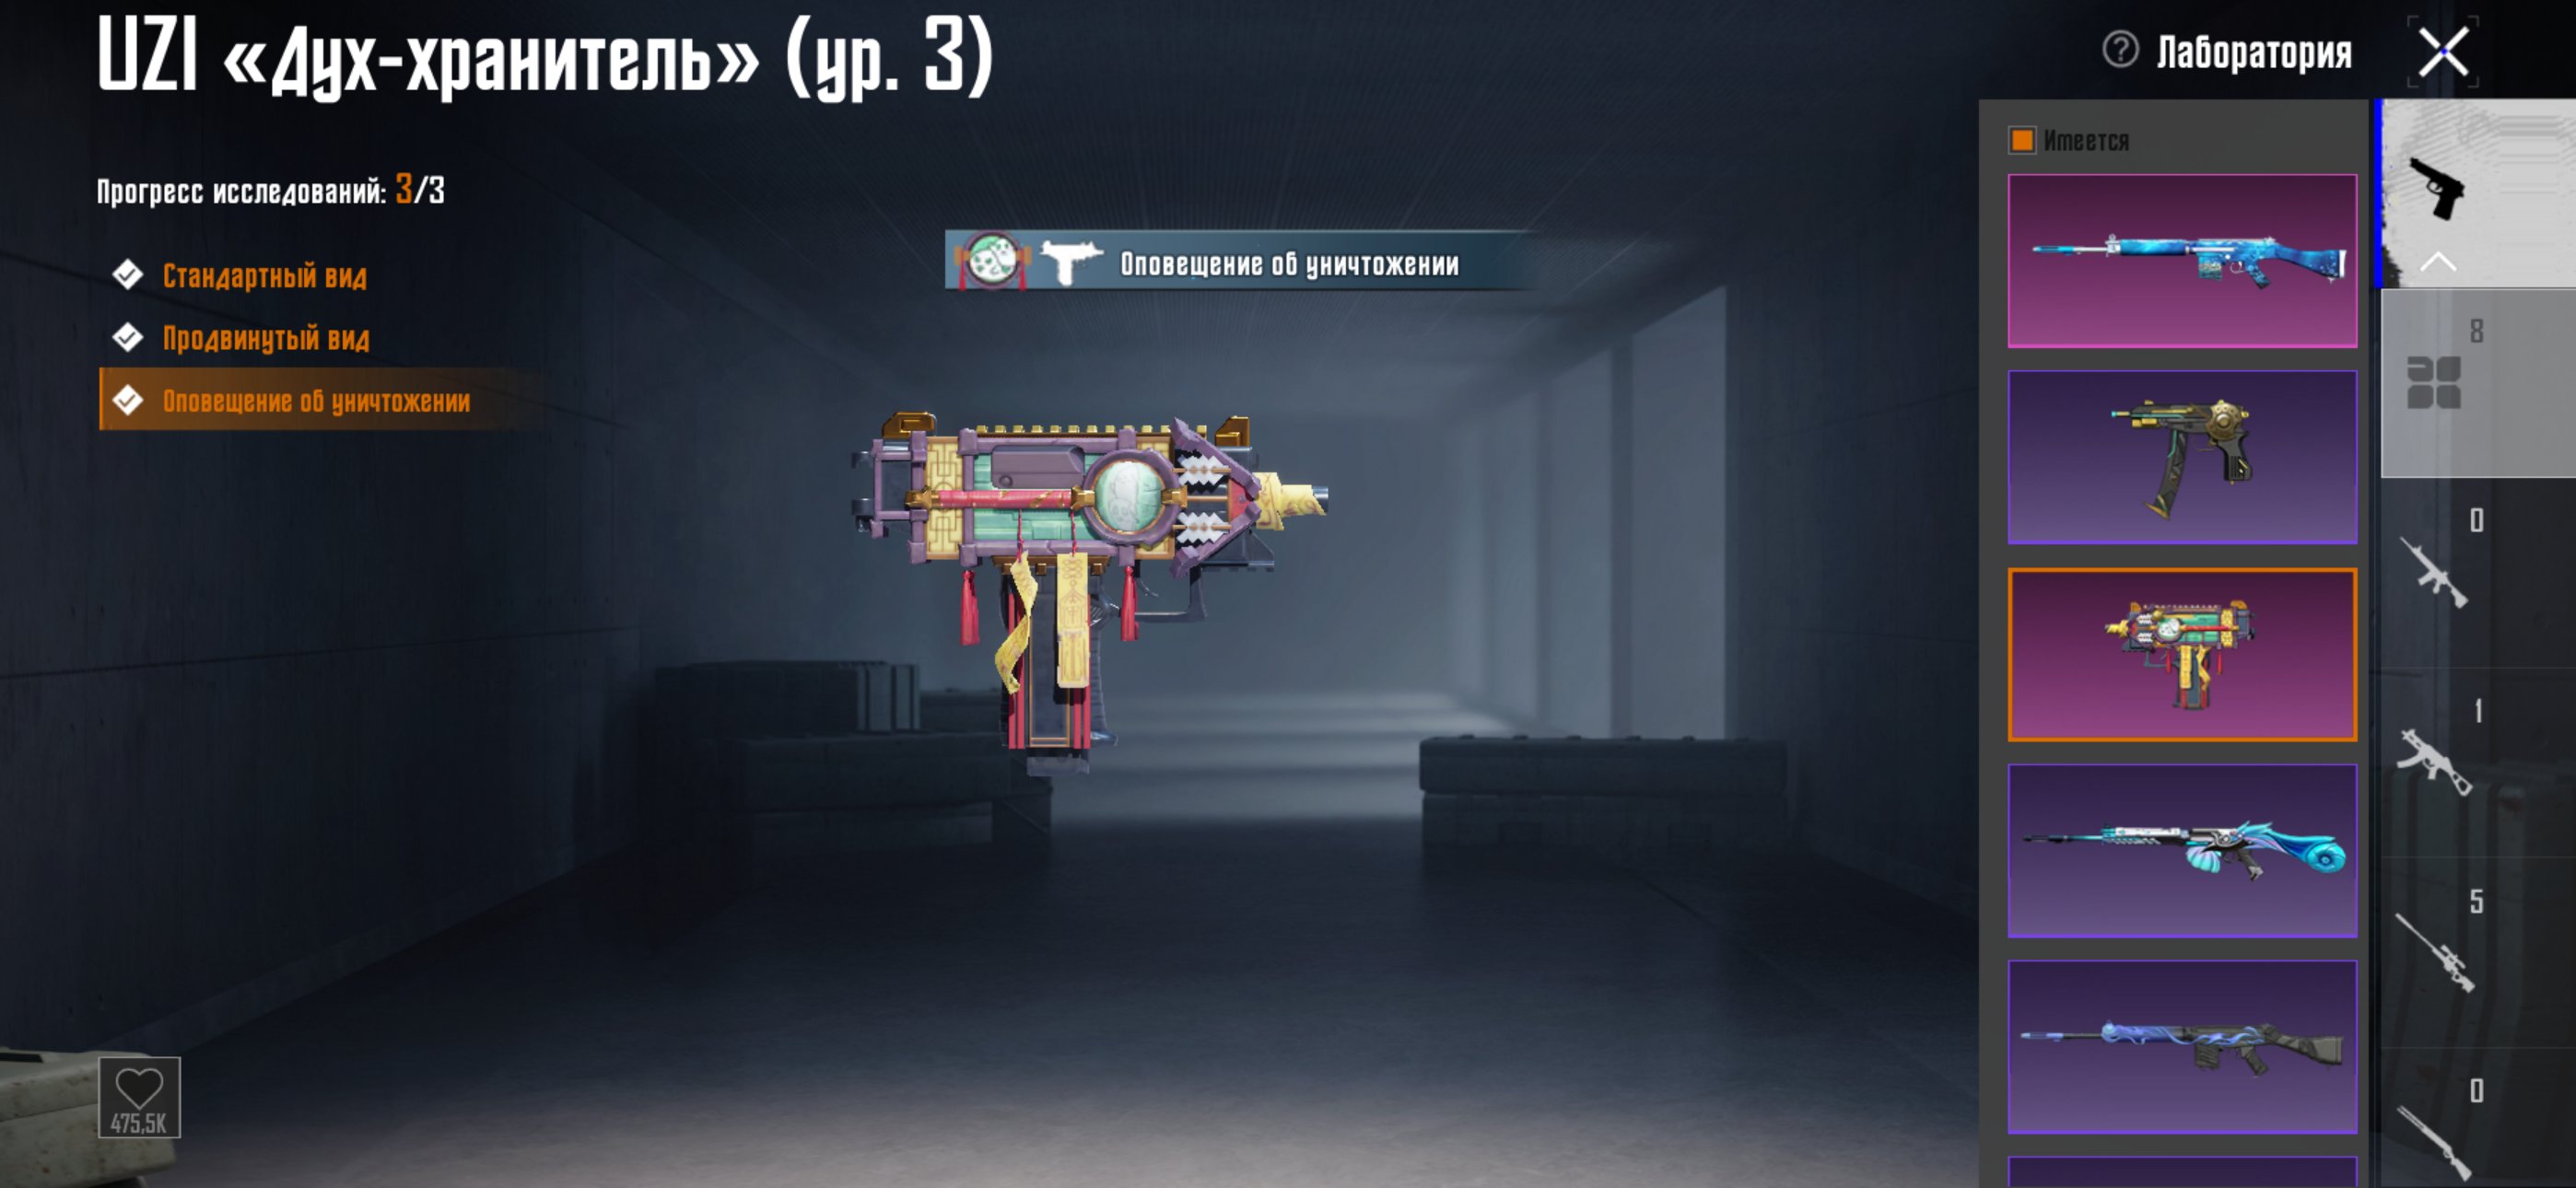 UZI «Дух-хранитель» (ур. 3)
Лаборатория
Прогресс исследований: 3/3
Стандартный вид
Продвинутый вид
Оповещение об уничтожении
Оповещение об уничтожении
475,5K
Имеется
8
0
1
5
0